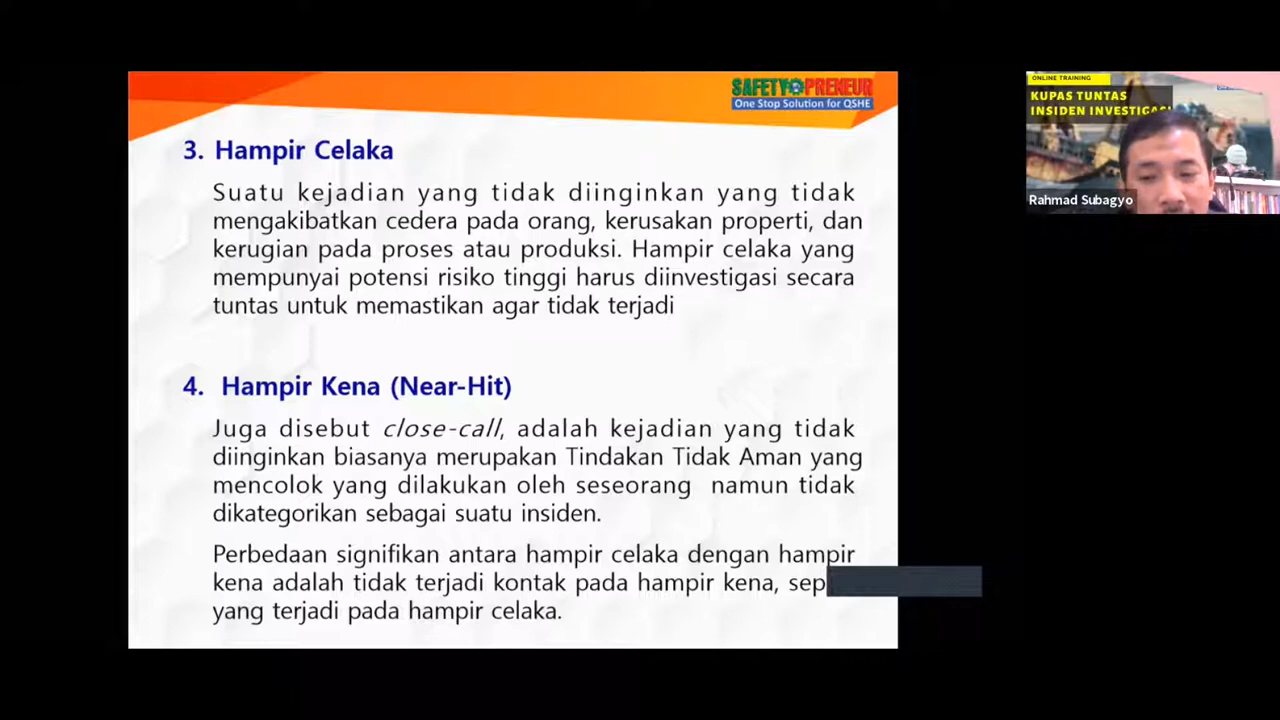 SAFETY PRENEUR
One Stop Solution for QSHE
3. Hampir Celaka
Suatu kejadian yang tidak diinginkan yang tidak
mengakibatkan cedera pada orang, kerusakan properti, dan
kerugian pada proses atau produksi. Hampir celaka yang
mempunyai potensi risiko tinggi harus diinvestigasi secara
tuntas untuk memastikan agar tidak terjadi
4. Hampir Kena (Near-Hit)
Juga disebut close-call, adalah kejadian yang tidak
diinginkan biasanya merupakan Tindakan Tidak Aman yang
mencolok yang dilakukan oleh seseorang namun tidak
dikategorikan sebagai suatu insiden.
Perbedaan signifikan antara hampir celaka dengan hampir
kena adalah tidak terjadi kontak pada hampir kena,
yang terjadi pada hampir celaka.
ONLINE TRAINING
KUPAS TUNTAS
INSIDEN INVESTIGASI
Rahmad Subagyo